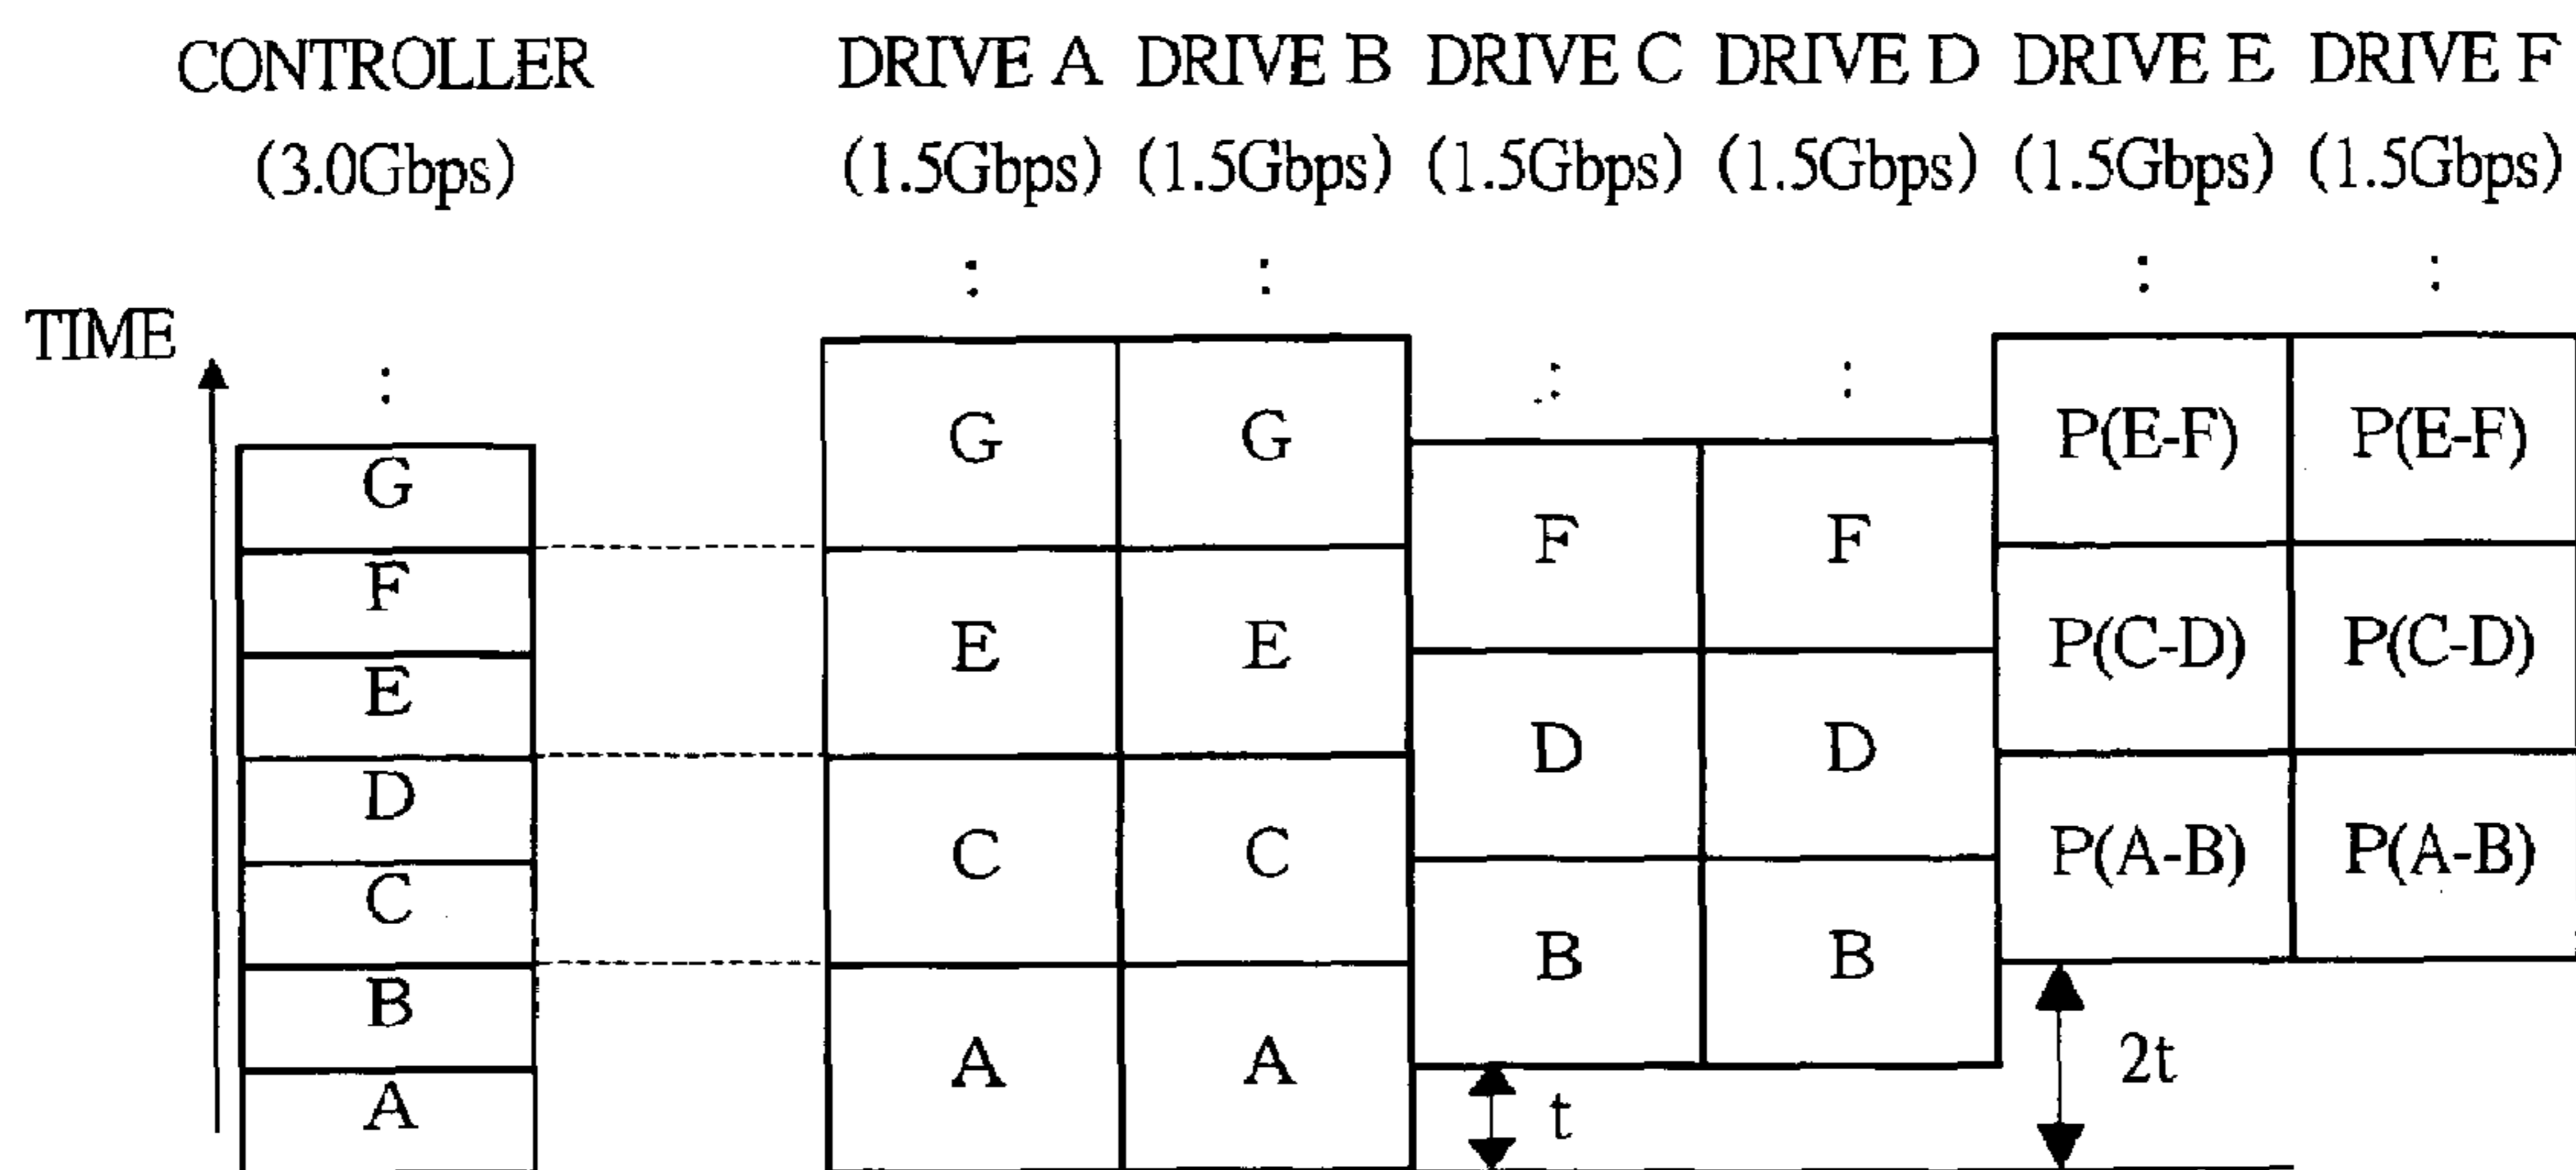 CONTROLLER DRIVE A DRIVE B DRIVE C DRIVE D DRIVE E DRIVE F
(3.0Gbps) (1.5Gbps) (1.5Gbps) (1.5Gbps) (1.5Gbps) (1.5Gbps) (1.5Gbps)
TIME
G G G P(E-F) P(E-F)
F F F
E E E P(C-D) P(C-D)
D D D
C C C P(A-B) P(A-B)
B B B
A A A t 2t